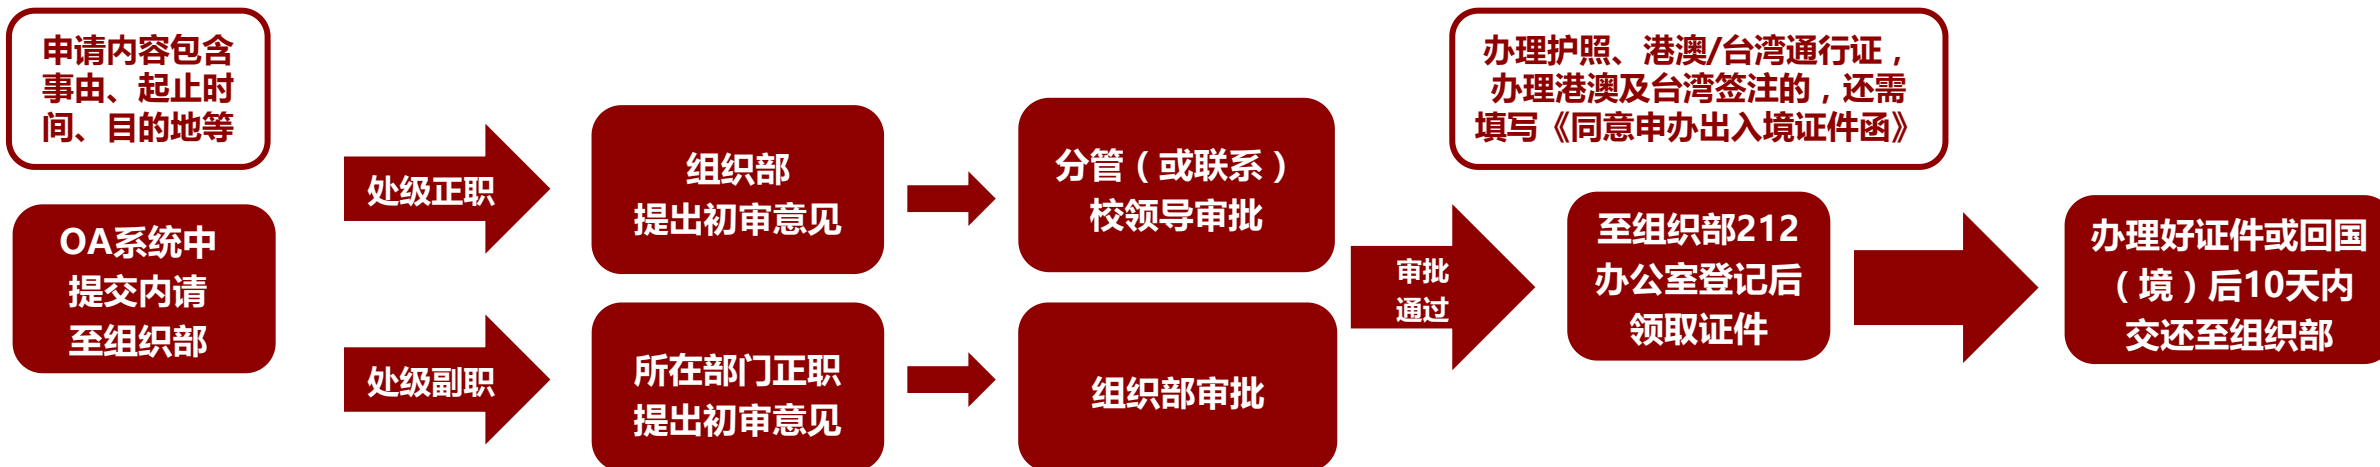 申请内容包含
事由、起止时
间、目的地等
OA系统中
提交内请
至组织部
处级正职
组织部
提出初审意见
分管（或联系）
校领导审批
处级副职
所在部门正职
提出初审意见
组织部审批
审批
通过
办理护照、港澳/台湾通行证，
办理港澳及台湾签注的，还需
填写《同意申办出入境证件函》
至组织部212
办公室登记后
领取证件
办理好证件或回国
（境）后10天内
交还至组织部